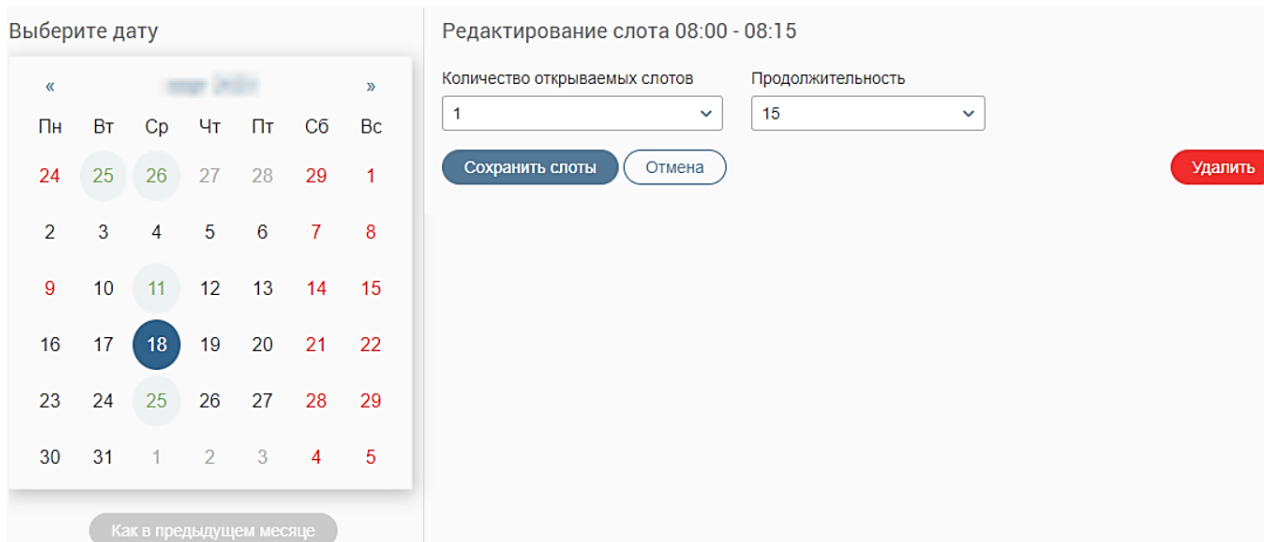 Выберите дату
« »
Пн Вт Ср Чт Пт Сб Вс
24 25 26 27 28 29 1
2 3 4 5 6 7 8
9 10 11 12 13 14 15
16 17 18 19 20 21 22
23 24 25 26 27 28 29
30 31 1 2 3 4 5
Как в предыдущем месяце
Редактирование слота 08:00 - 08:15
Количество открываемых слотов Продолжительность
1 15
Сохранить слоты Отмена Удалить